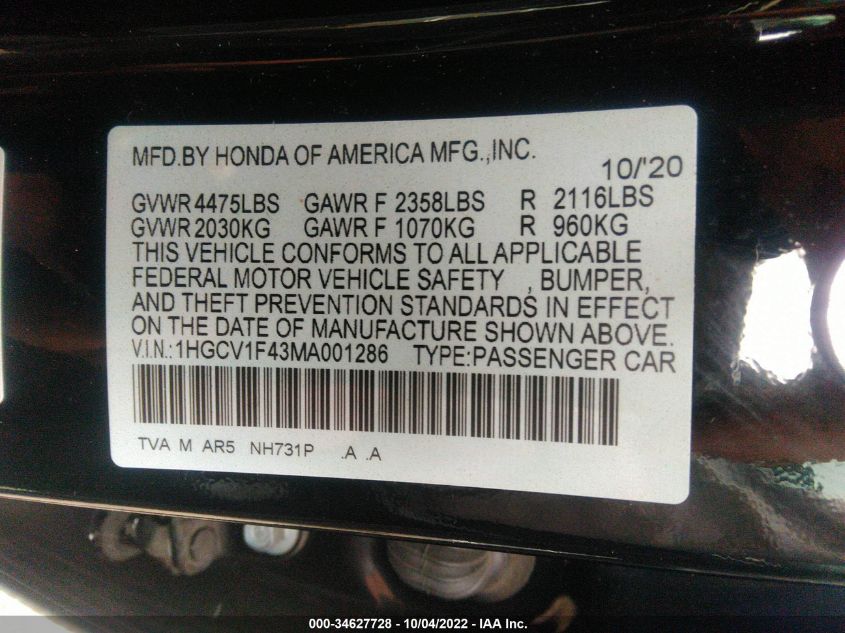 MFD.BY HONDA OF AMERICA MFG.,INC. 10/'20
GVWR 4475LBS GAWR F 2358LBS R 2116LBS
GVWR 2030KG GAWR F 1070KG R 960KG
THIS VEHICLE CONFORMS TO ALL APPLICABLE
FEDERAL MOTOR VEHICLE SAFETY , BUMPER,
AND THEFT PREVENTION STANDARDS IN EFFECT
ON THE DATE OF MANUFACTURE SHOWN ABOVE.
V.I.N.:1HGCV1F43MA001286 TYPE:PASSENGER CAR
TVA M AR5 NH731P .A .A
000-34627728 - 10/04/2022 - IAA Inc.